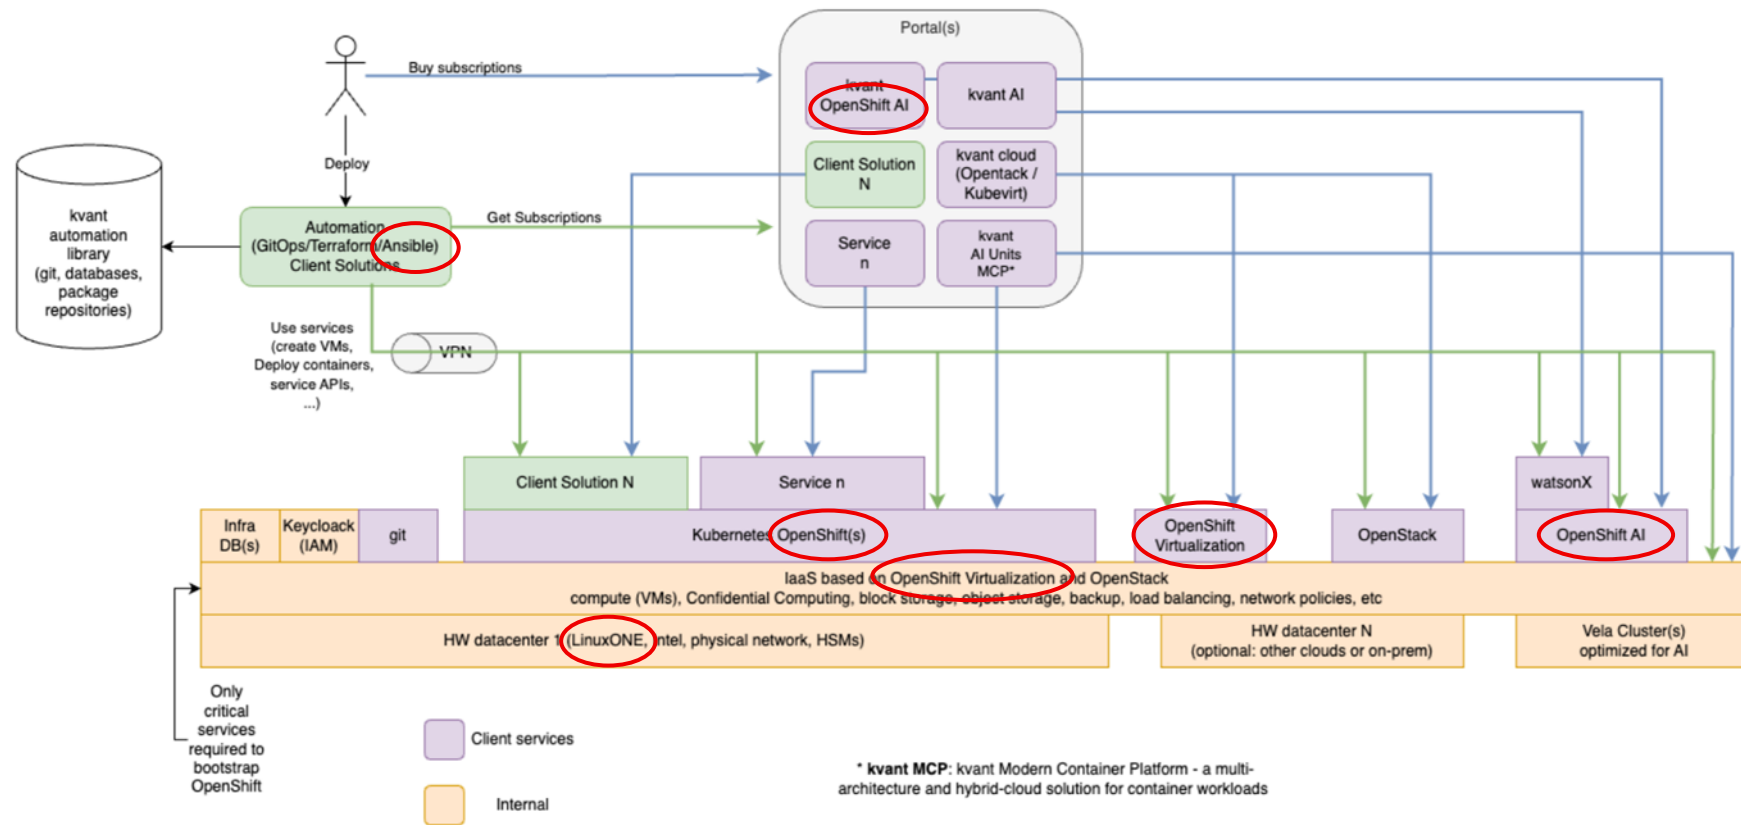 Portal(s)
Buy subscriptions
kvant
OpenShift AI
kvant AI
Deploy
Client Solution
N
kvant cloud
(Opentack /
Kubevirt)
kvant
automation
library
(git, databases,
package
repositories)
Automation
(GitOps/Terraform/Ansible)
Client Solutions
Get Subscriptions
Service
n
kvant
AI Units
MCP*
Use services
(create VMs,
Deploy containers,
service APIs,
...)
VPN
Client Solution N
Service n
watsonX
Infra
DB(s)
Keycloack
(IAM)
git
Kubernetes OpenShift(s)
OpenShift
Virtualization
OpenStack
OpenShift AI
IaaS based on OpenShift Virtualization and OpenStack
compute (VMs), Confidential Computing, block storage, object storage, backup, load balancing, network policies, etc
HW datacenter 1 (LinuxONE, Intel, physical network, HSMs)
HW datacenter N
(optional: other clouds or on-prem)
Vela Cluster(s)
optimized for AI
Only
critical
services
required to
bootstrap
OpenShift
Client services
Internal
* kvant MCP: kvant Modern Container Platform - a multi-
architecture and hybrid-cloud solution for container workloads